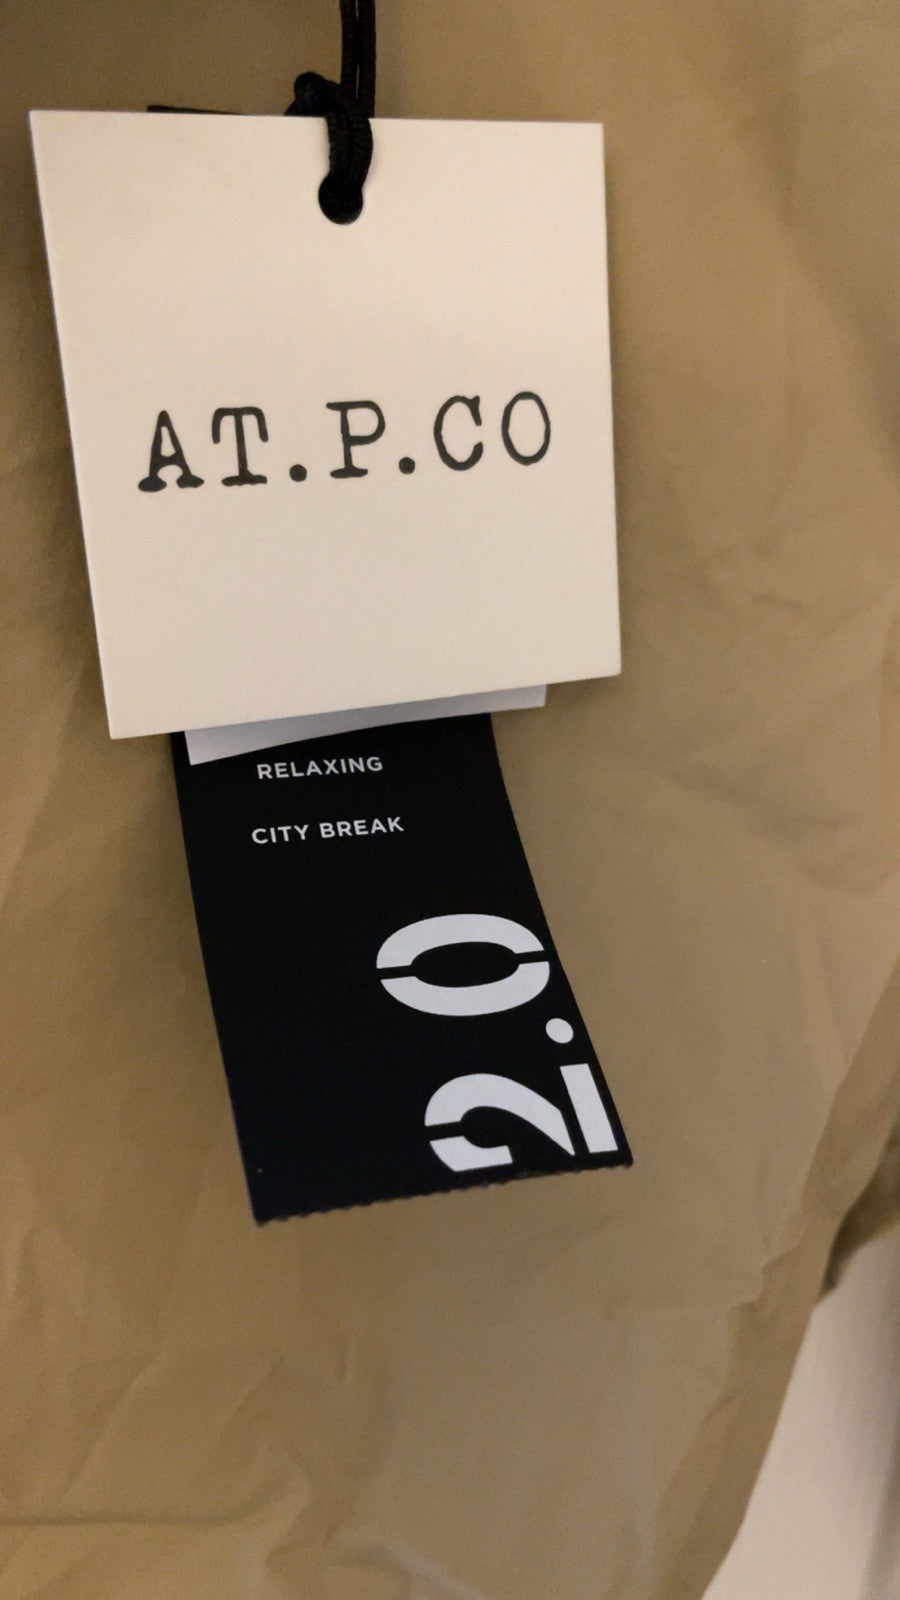 AT.P.CO
RELAXING
CITY BREAK
2.0